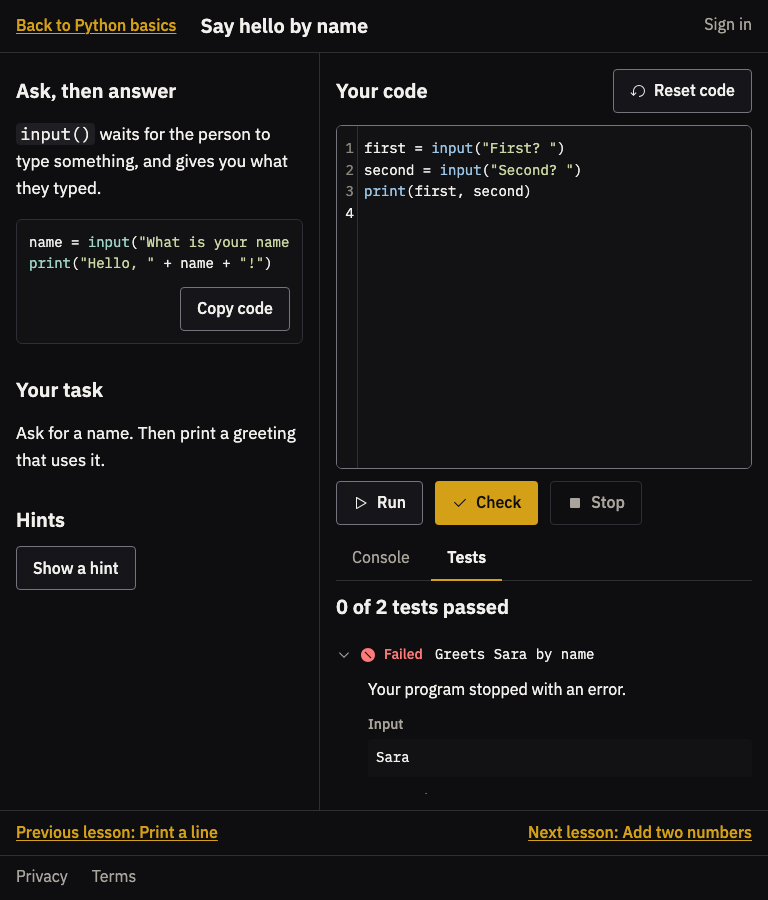 Back to Python basics
Say hello by name
Sign in
Ask, then answer
input() waits for the person to
type something, and gives you what
they typed.
name = input("What is your name
print("Hello, " + name + "!")
Copy code
Your task
Ask for a name. Then print a greeting
that uses it.
Hints
Show a hint
Your code
Reset code
1 first = input("First? ")
2 second = input("Second? ")
3 print(first, second)
4
Run
Check
Stop
Console
Tests
0 of 2 tests passed
Failed Greets Sara by name
Your program stopped with an error.
Input
Sara
Previous lesson: Print a line
Next lesson: Add two numbers
Privacy
Terms